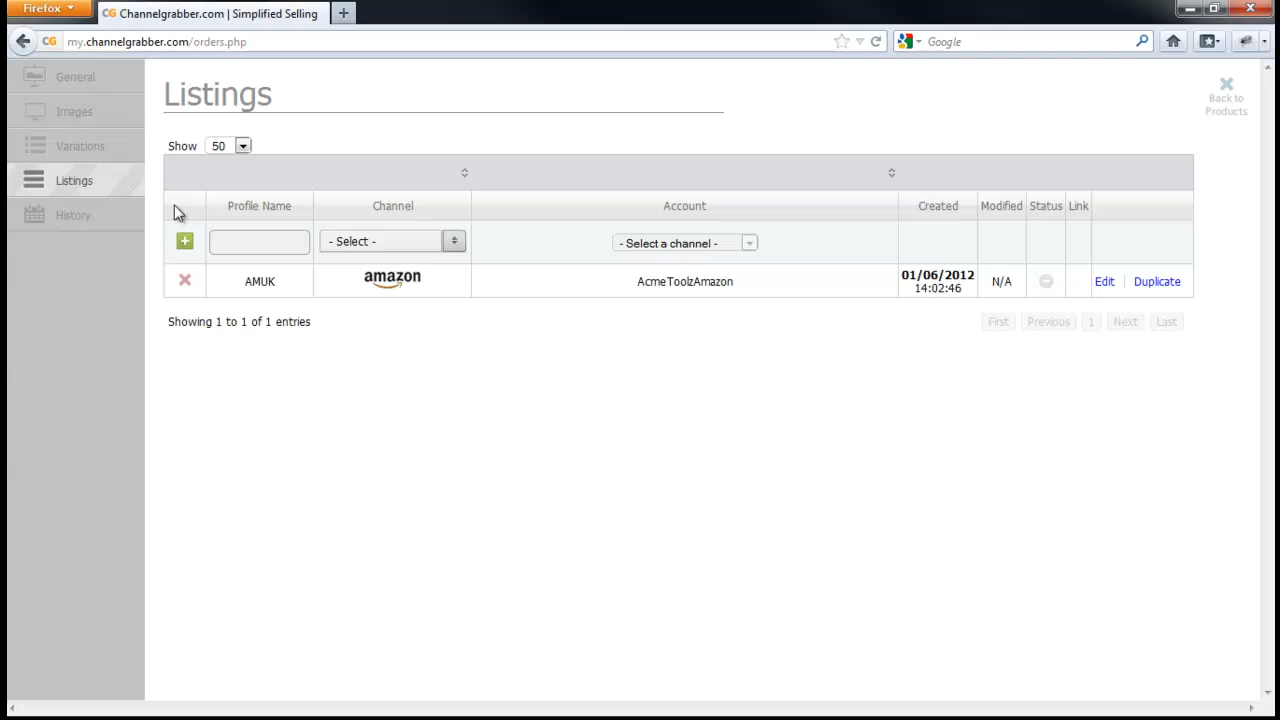 Firefox
CG Channelgrabber.com | Simplified Selling
CG my.channelgrabber.com/orders.php
Google
General
Images
Variations
Listings
History
Listings
Back to
Products
Show 50
Profile Name Channel Account Created Modified Status Link
- Select - - Select a channel -
AMUK amazon AcmeToolzAmazon 01/06/2012 14:02:46 N/A Edit Duplicate
Showing 1 to 1 of 1 entries First Previous 1 Next Last